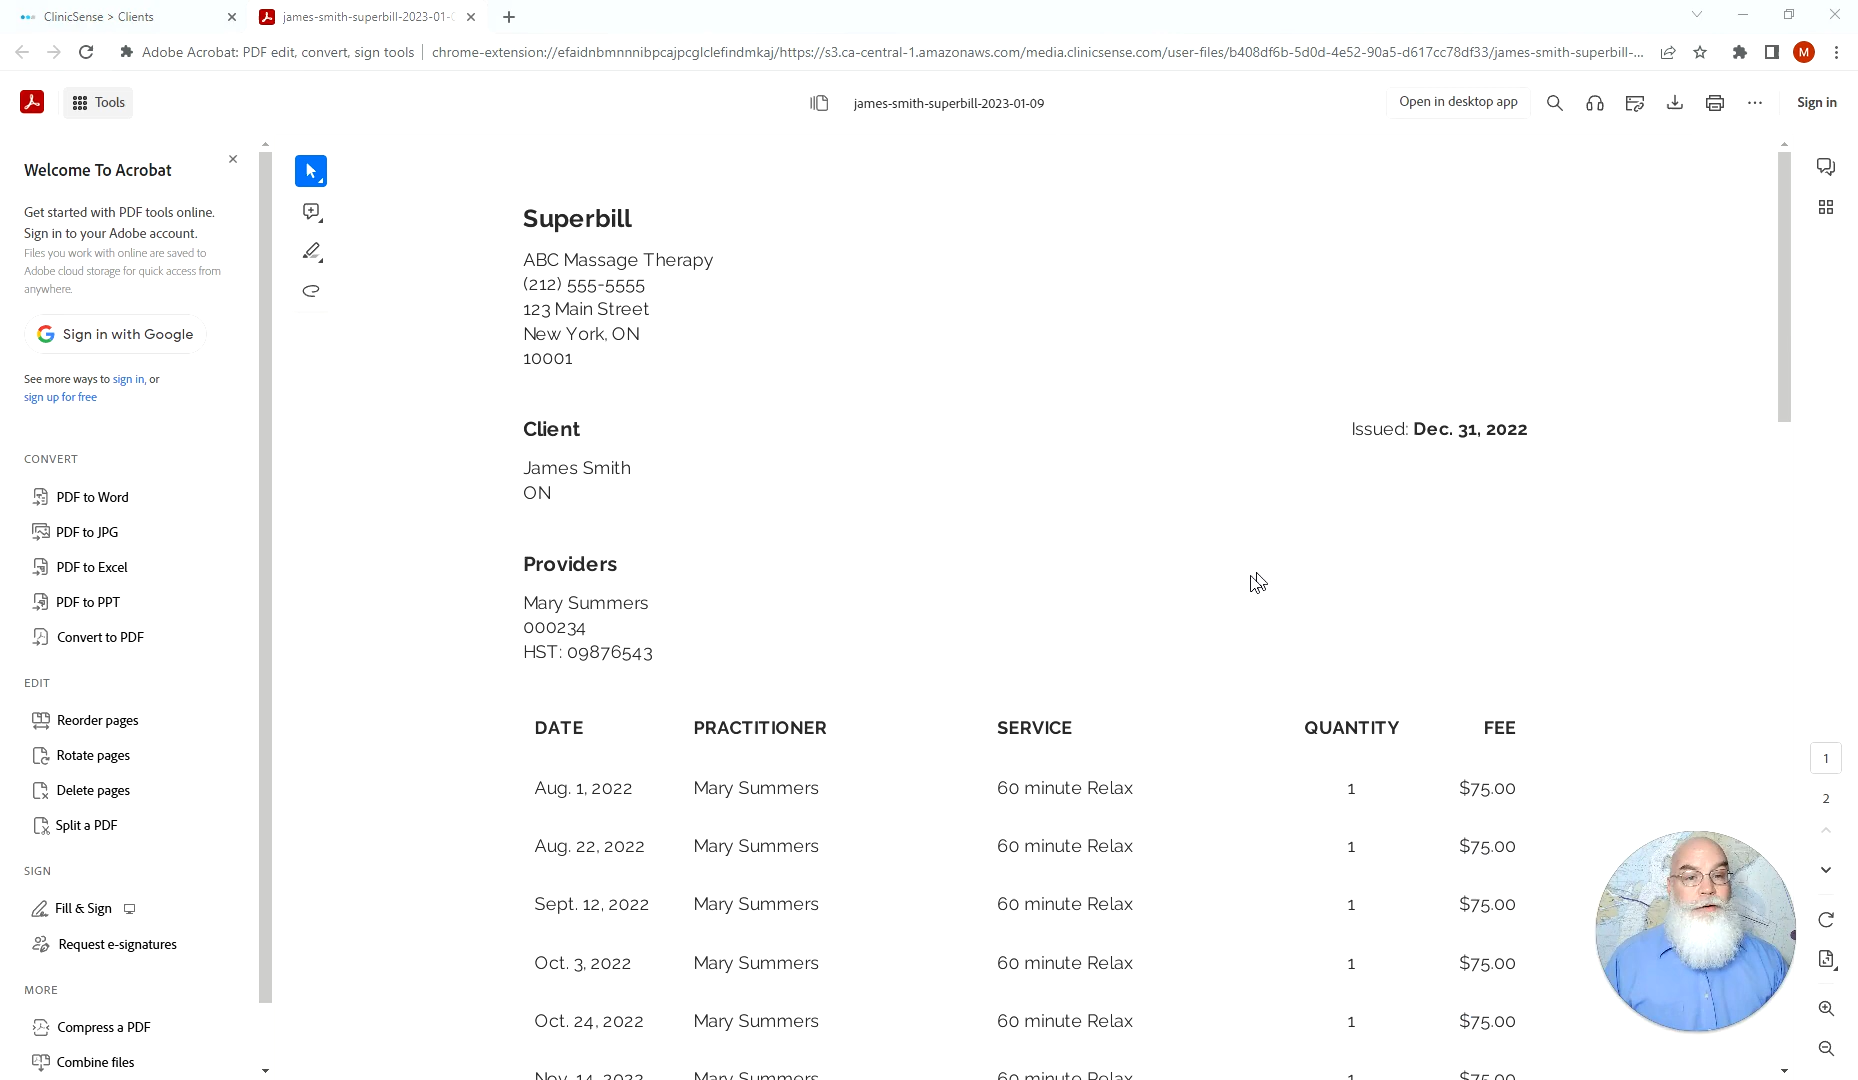 ClinicSense > Clients
james-smith-superbill-2023-01-
Adobe Acrobat: PDF edit, convert, sign tools
chrome-extension://efaidnbmnnnibpcajpcglclefindmkaj/https://s3.ca-central-1.amazonaws.com/media.clinicsense.com/user-files/b408df6b-5d0d-4e52-90a5-d617cc78df33/james-smith-superbill-...
M
Tools
james-smith-superbill-2023-01-09
Open in desktop app
Sign in
Welcome To Acrobat
Get started with PDF tools online.
Sign in to your Adobe account.
Files you work with online are saved to
Adobe cloud storage for quick access from
anywhere.
Sign in with Google
See more ways to sign in, or
sign up for free
CONVERT
PDF to Word
PDF to JPG
PDF to Excel
PDF to PPT
Convert to PDF
EDIT
Reorder pages
Rotate pages
Delete pages
Split a PDF
SIGN
Fill & Sign
Request e-signatures
MORE
Compress a PDF
Combine files
Superbill
ABC Massage Therapy
(212) 555-5555
123 Main Street
New York, ON
10001
Client
Issued: Dec. 31, 2022
James Smith
ON
Providers
Mary Summers
000234
HST: 09876543
DATE PRACTITIONER SERVICE QUANTITY FEE
Aug. 1, 2022 Mary Summers 60 minute Relax 1 $75.00
Aug. 22, 2022 Mary Summers 60 minute Relax 1 $75.00
Sept. 12, 2022 Mary Summers 60 minute Relax 1 $75.00
Oct. 3, 2022 Mary Summers 60 minute Relax 1 $75.00
Oct. 24, 2022 Mary Summers 60 minute Relax 1 $75.00
Nov. 14, 2022 Mary Summers 60 minute Relax 1 $75.00
1
2